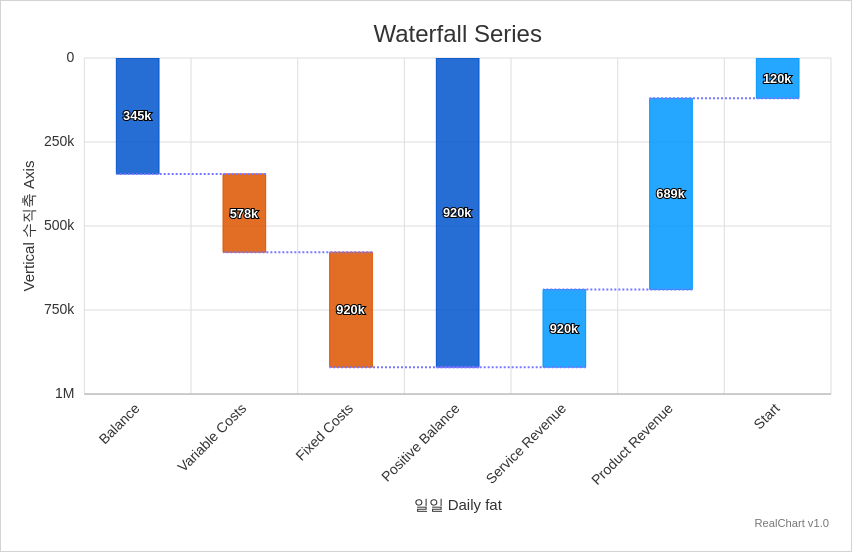 Waterfall Series
0
250k
500k
750k
1M
Vertical 수직축 Axis
345k
578k
920k
920k
920k
689k
120k
Balance
Variable Costs
Fixed Costs
Positive Balance
Service Revenue
Product Revenue
Start
일일 Daily fat
RealChart v1.0